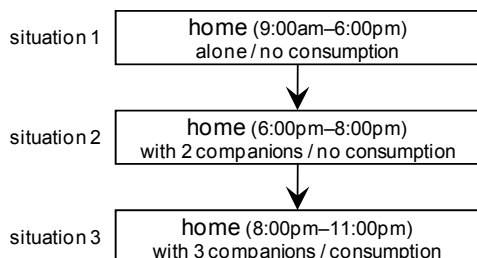 situation 1
home (9:00am–6:00pm)
alone / no consumption
situation 2
home (6:00pm–8:00pm)
with 2 companions / no consumption
situation 3
home (8:00pm–11:00pm)
with 3 companions / consumption